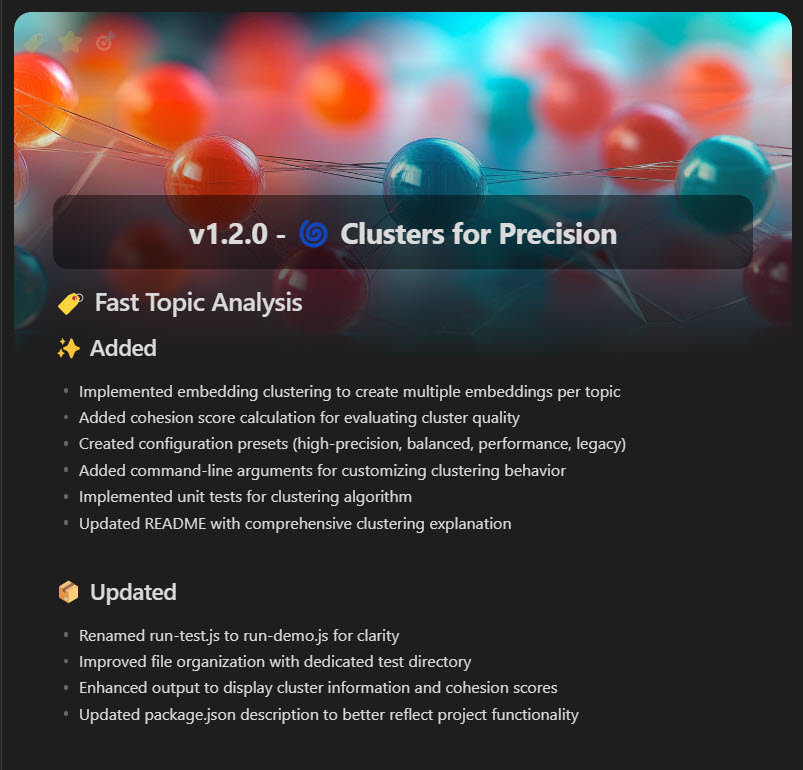 v1.2.0 - 🌀 Clusters for Precision
🏷️ Fast Topic Analysis
✨ Added
• Implemented embedding clustering to create multiple embeddings per topic
• Added cohesion score calculation for evaluating cluster quality
• Created configuration presets (high-precision, balanced, performance, legacy)
• Added command-line arguments for customizing clustering behavior
• Implemented unit tests for clustering algorithm
• Updated README with comprehensive clustering explanation
📦 Updated
• Renamed run-test.js to run-demo.js for clarity
• Improved file organization with dedicated test directory
• Enhanced output to display cluster information and cohesion scores
• Updated package.json description to better reflect project functionality